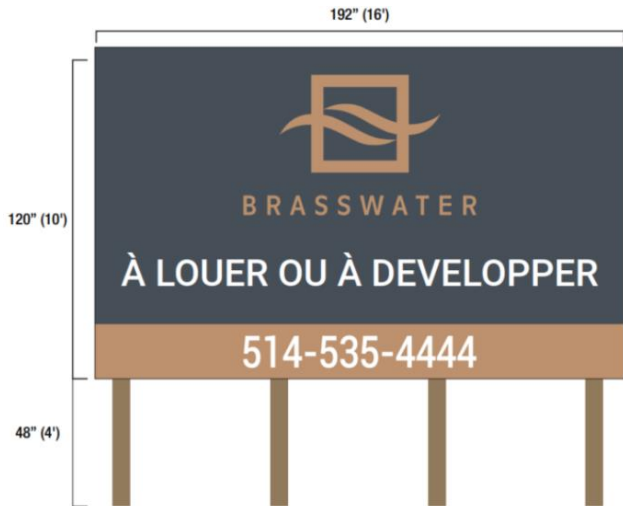 192" (16')
120" (10')
BRASSWATER
À LOUER OU À DEVELOPPER
514-535-4444
48" (4')